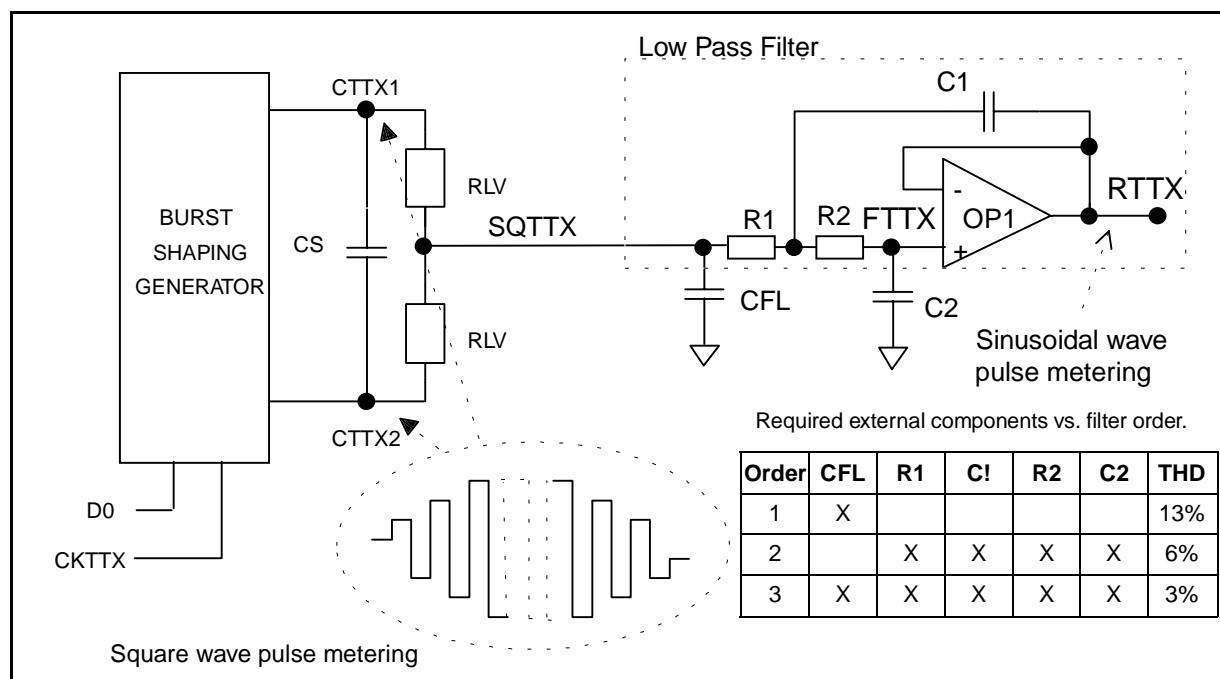 Low Pass Filter
C1
CTTX1
RLV
BURST
SHAPING
GENERATOR
CS
SQTTX
R1
R2
FTTX
-
+
OP1
RTTX
CFL
C2
RLV
CTTX2
Sinusoidal wave
pulse metering
D0
CKTTX
Square wave pulse metering
Required external components vs. filter order.
Order CFL R1 C! R2 C2 THD
1 X 13%
2 X X X X 6%
3 X X X X X 3%